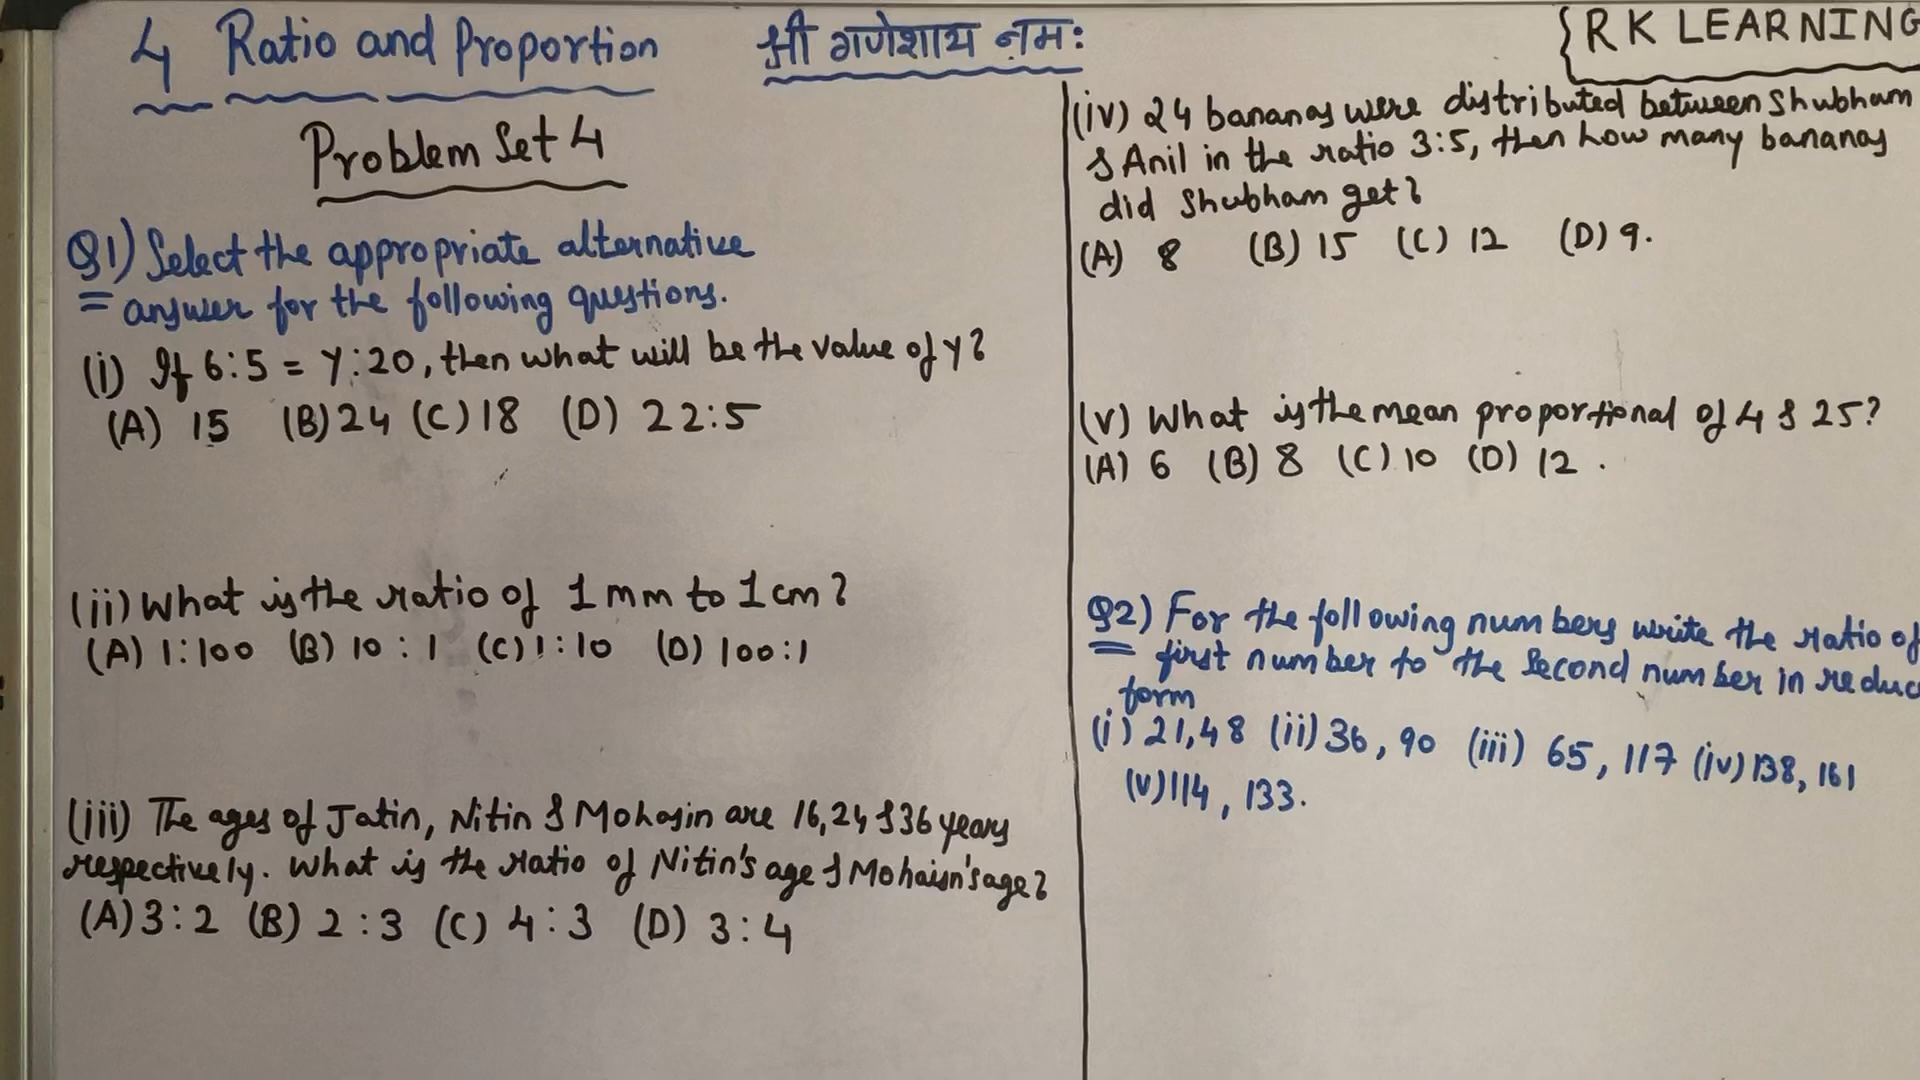 4 Ratio and Proportion श्री गणेशाय नमः
{RK LEARNING
Problem Set 4
Q1) Select the appropriate alternative
answer for the following questions.
(i) If 6:5 = Y:20, then what will be the value of y?
(A) 15 (B) 24 (C) 18 (D) 22:5
(ii) What is the ratio of 1mm to 1cm?
(A) 1:100 (B) 10 : 1 (C) 1:10 (D) 100:1
(iii) The ages of Jatin, Nitin & Mohasin are 16, 24 & 36 years
respectively. What is the ratio of Nitin's age & Mohaisn's age?
(A) 3:2 (B) 2:3 (C) 4:3 (D) 3:4
(iv) 24 bananas were distributed between Shubham
& Anil in the ratio 3:5, then how many bananas
did Shubham get?
(A) 8 (B) 15 (C) 12 (D) 9.
(v) What is the mean proportional of 4 & 25?
(A) 6 (B) 8 (C) 10 (D) 12 .
Q2) For the following numbers write the ratio of
first number to the second number in reduc
form
(i) 21,48 (ii) 36, 90 (iii) 65, 117 (iv) 138, 161
(v) 114, 133.